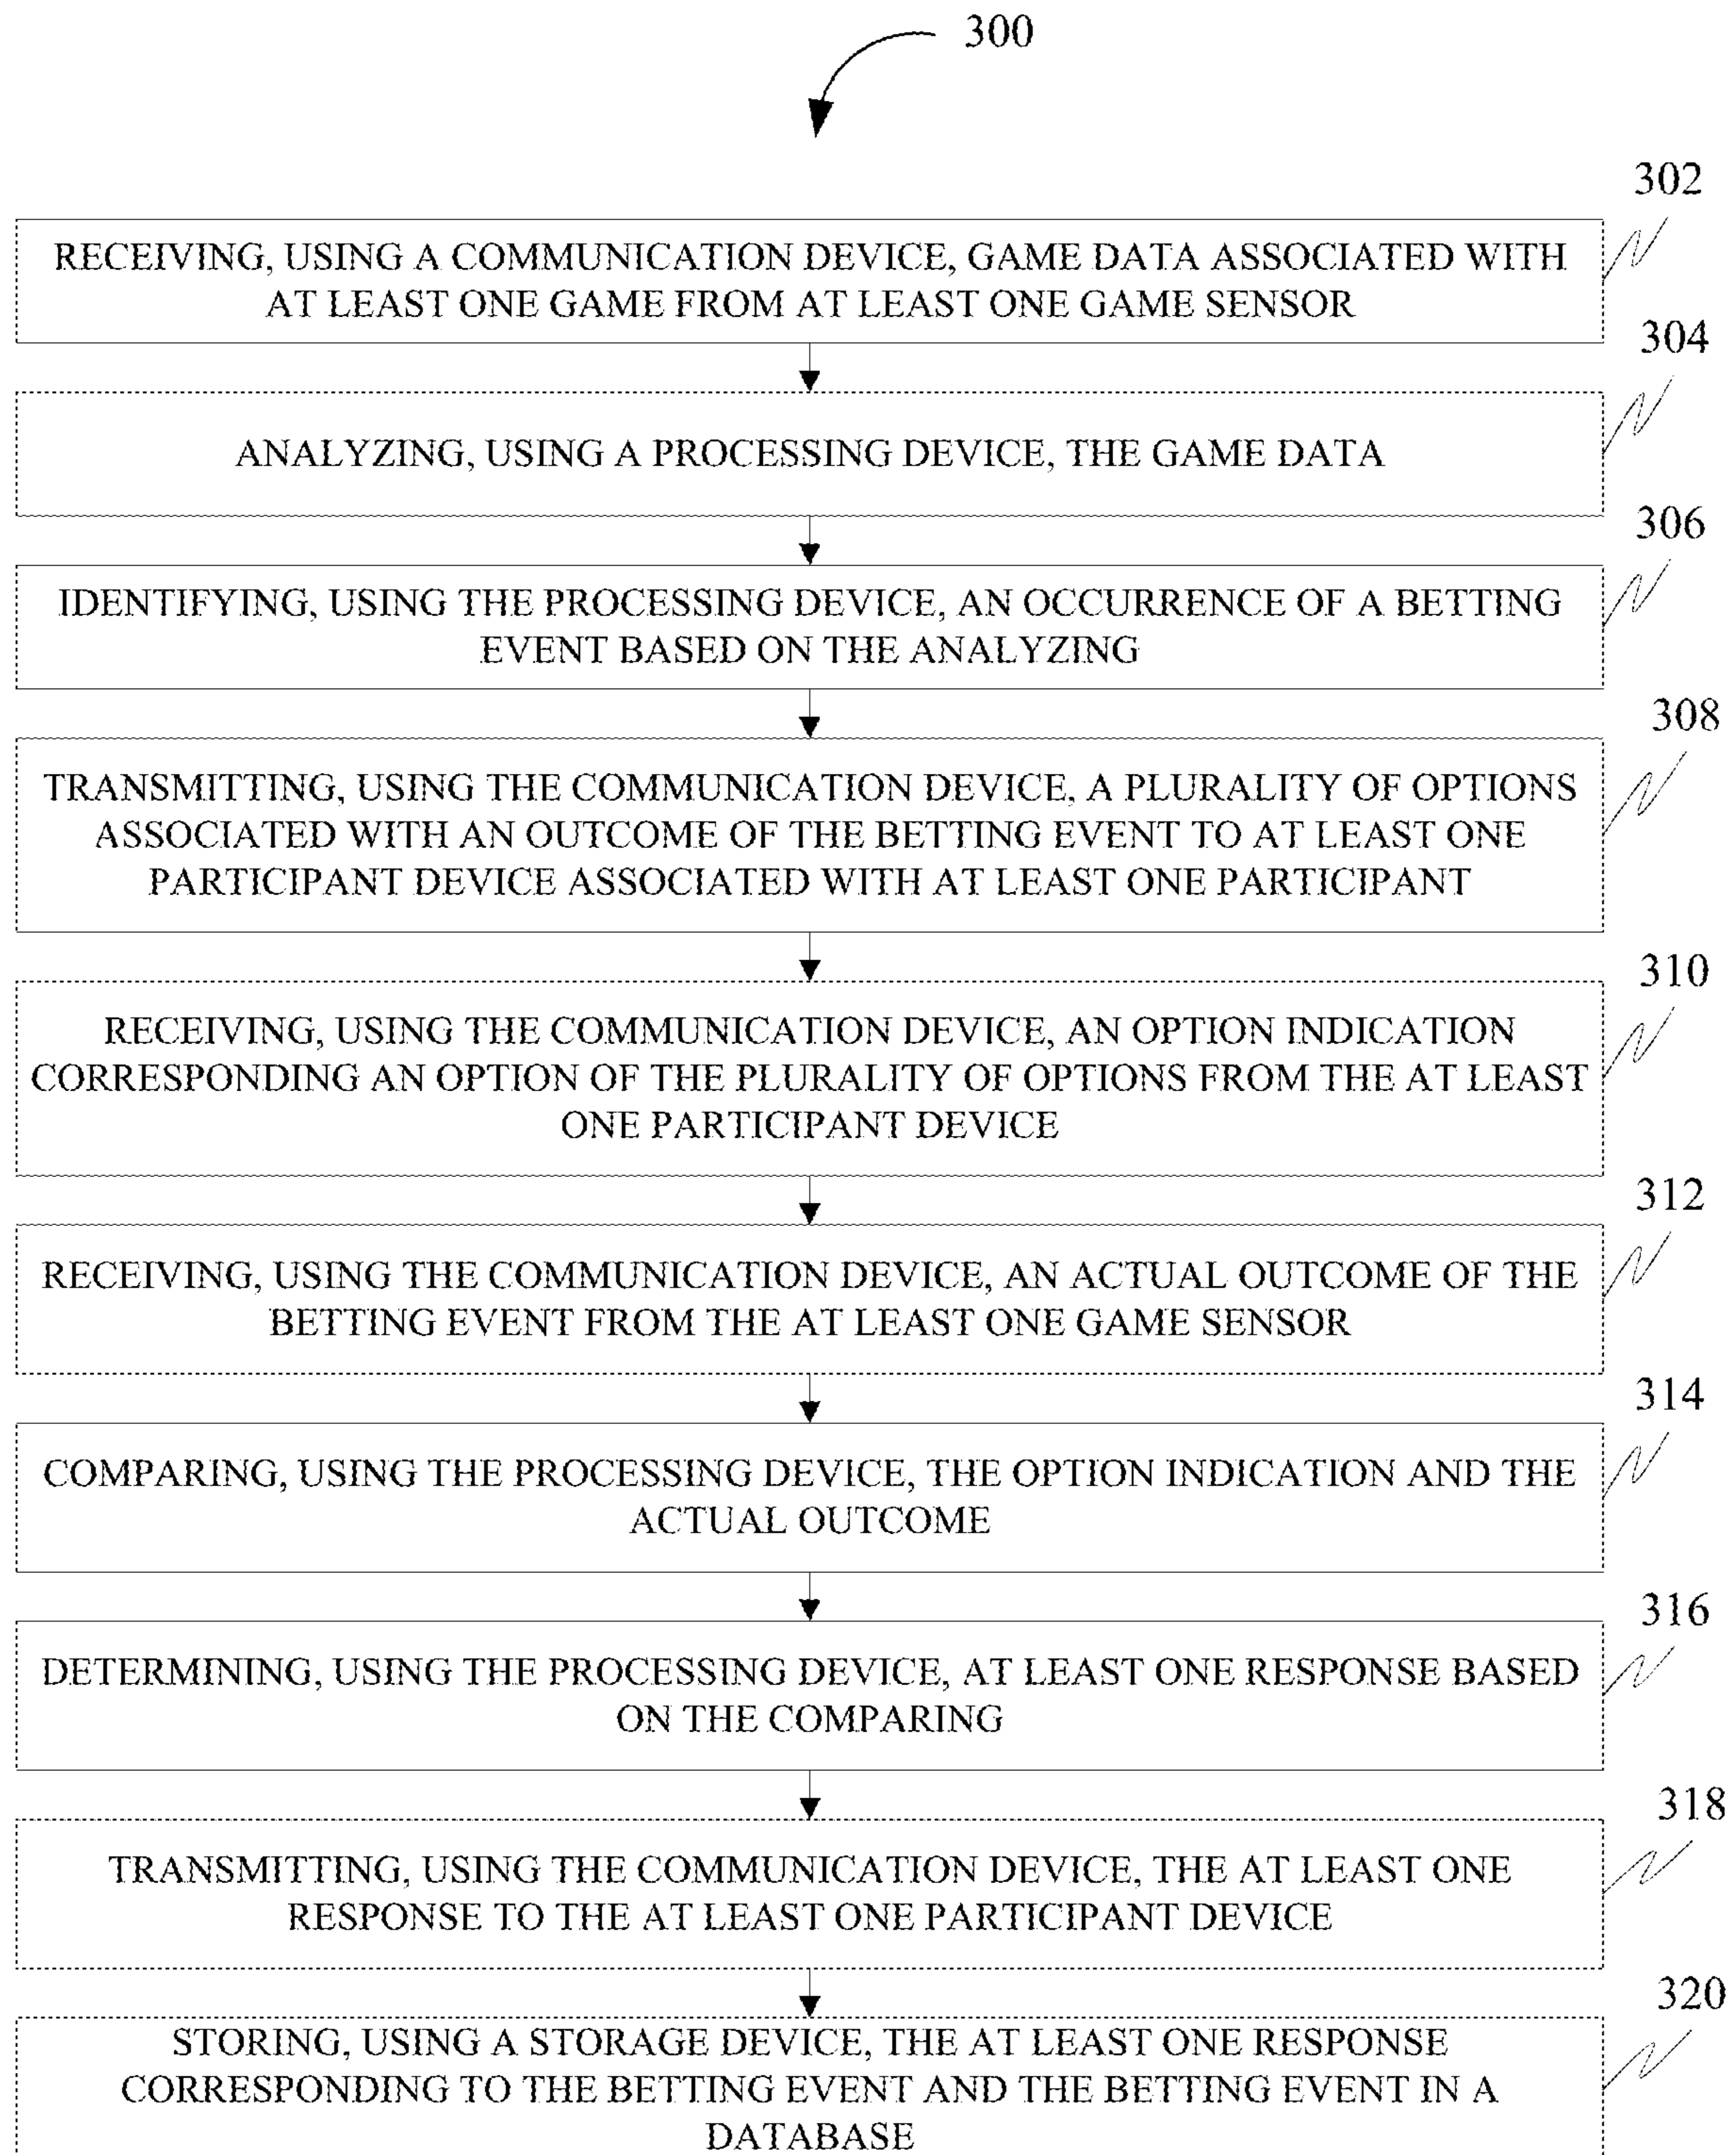 300
302
RECEIVING, USING A COMMUNICATION DEVICE, GAME DATA ASSOCIATED WITH
AT LEAST ONE GAME FROM AT LEAST ONE GAME SENSOR
304
ANALYZING, USING A PROCESSING DEVICE, THE GAME DATA
306
IDENTIFYING, USING THE PROCESSING DEVICE, AN OCCURRENCE OF A BETTING
EVENT BASED ON THE ANALYZING
308
TRANSMITTING, USING THE COMMUNICATION DEVICE, A PLURALITY OF OPTIONS
ASSOCIATED WITH AN OUTCOME OF THE BETTING EVENT TO AT LEAST ONE
PARTICIPANT DEVICE ASSOCIATED WITH AT LEAST ONE PARTICIPANT
310
RECEIVING, USING THE COMMUNICATION DEVICE, AN OPTION INDICATION
CORRESPONDING AN OPTION OF THE PLURALITY OF OPTIONS FROM THE AT LEAST
ONE PARTICIPANT DEVICE
312
RECEIVING, USING THE COMMUNICATION DEVICE, AN ACTUAL OUTCOME OF THE
BETTING EVENT FROM THE AT LEAST ONE GAME SENSOR
314
COMPARING, USING THE PROCESSING DEVICE, THE OPTION INDICATION AND THE
ACTUAL OUTCOME
316
DETERMINING, USING THE PROCESSING DEVICE, AT LEAST ONE RESPONSE BASED
ON THE COMPARING
318
TRANSMITTING, USING THE COMMUNICATION DEVICE, THE AT LEAST ONE
RESPONSE TO THE AT LEAST ONE PARTICIPANT DEVICE
320
STORING, USING A STORAGE DEVICE, THE AT LEAST ONE RESPONSE
CORRESPONDING TO THE BETTING EVENT AND THE BETTING EVENT IN A
DATABASE